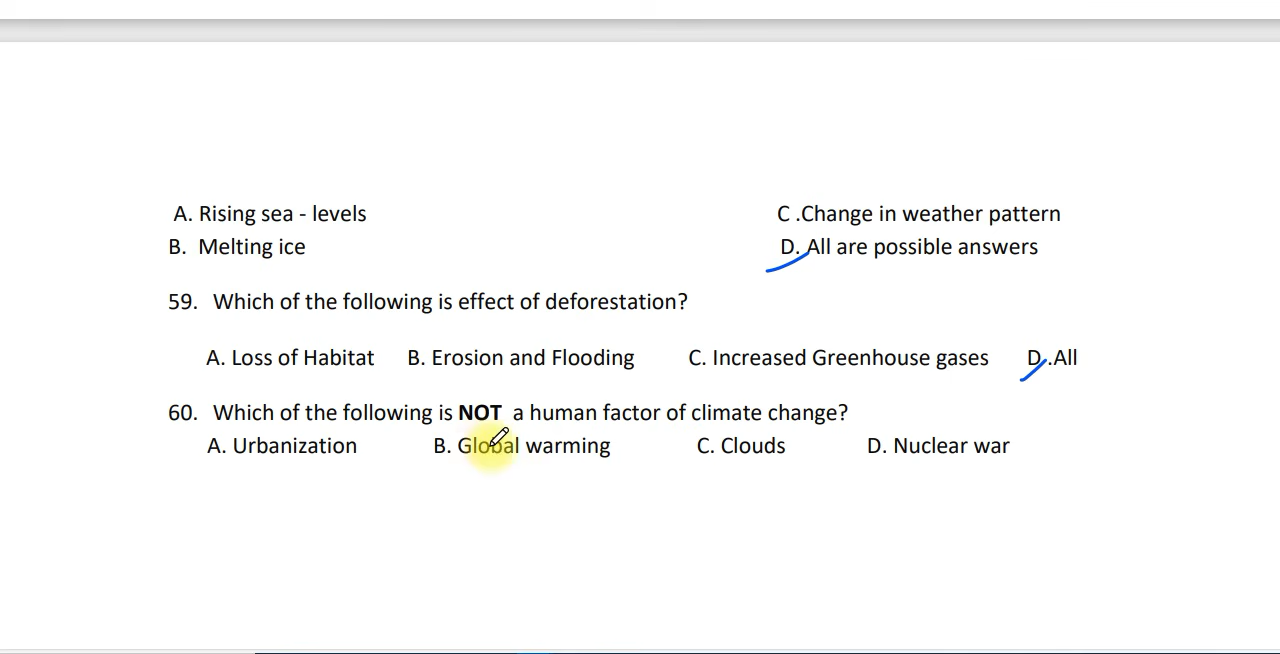 A. Rising sea - levels C .Change in weather pattern
B. Melting ice D. All are possible answers
59. Which of the following is effect of deforestation?
A. Loss of Habitat B. Erosion and Flooding C. Increased Greenhouse gases D. .All
60. Which of the following is NOT a human factor of climate change?
A. Urbanization B. Global warming C. Clouds D. Nuclear war